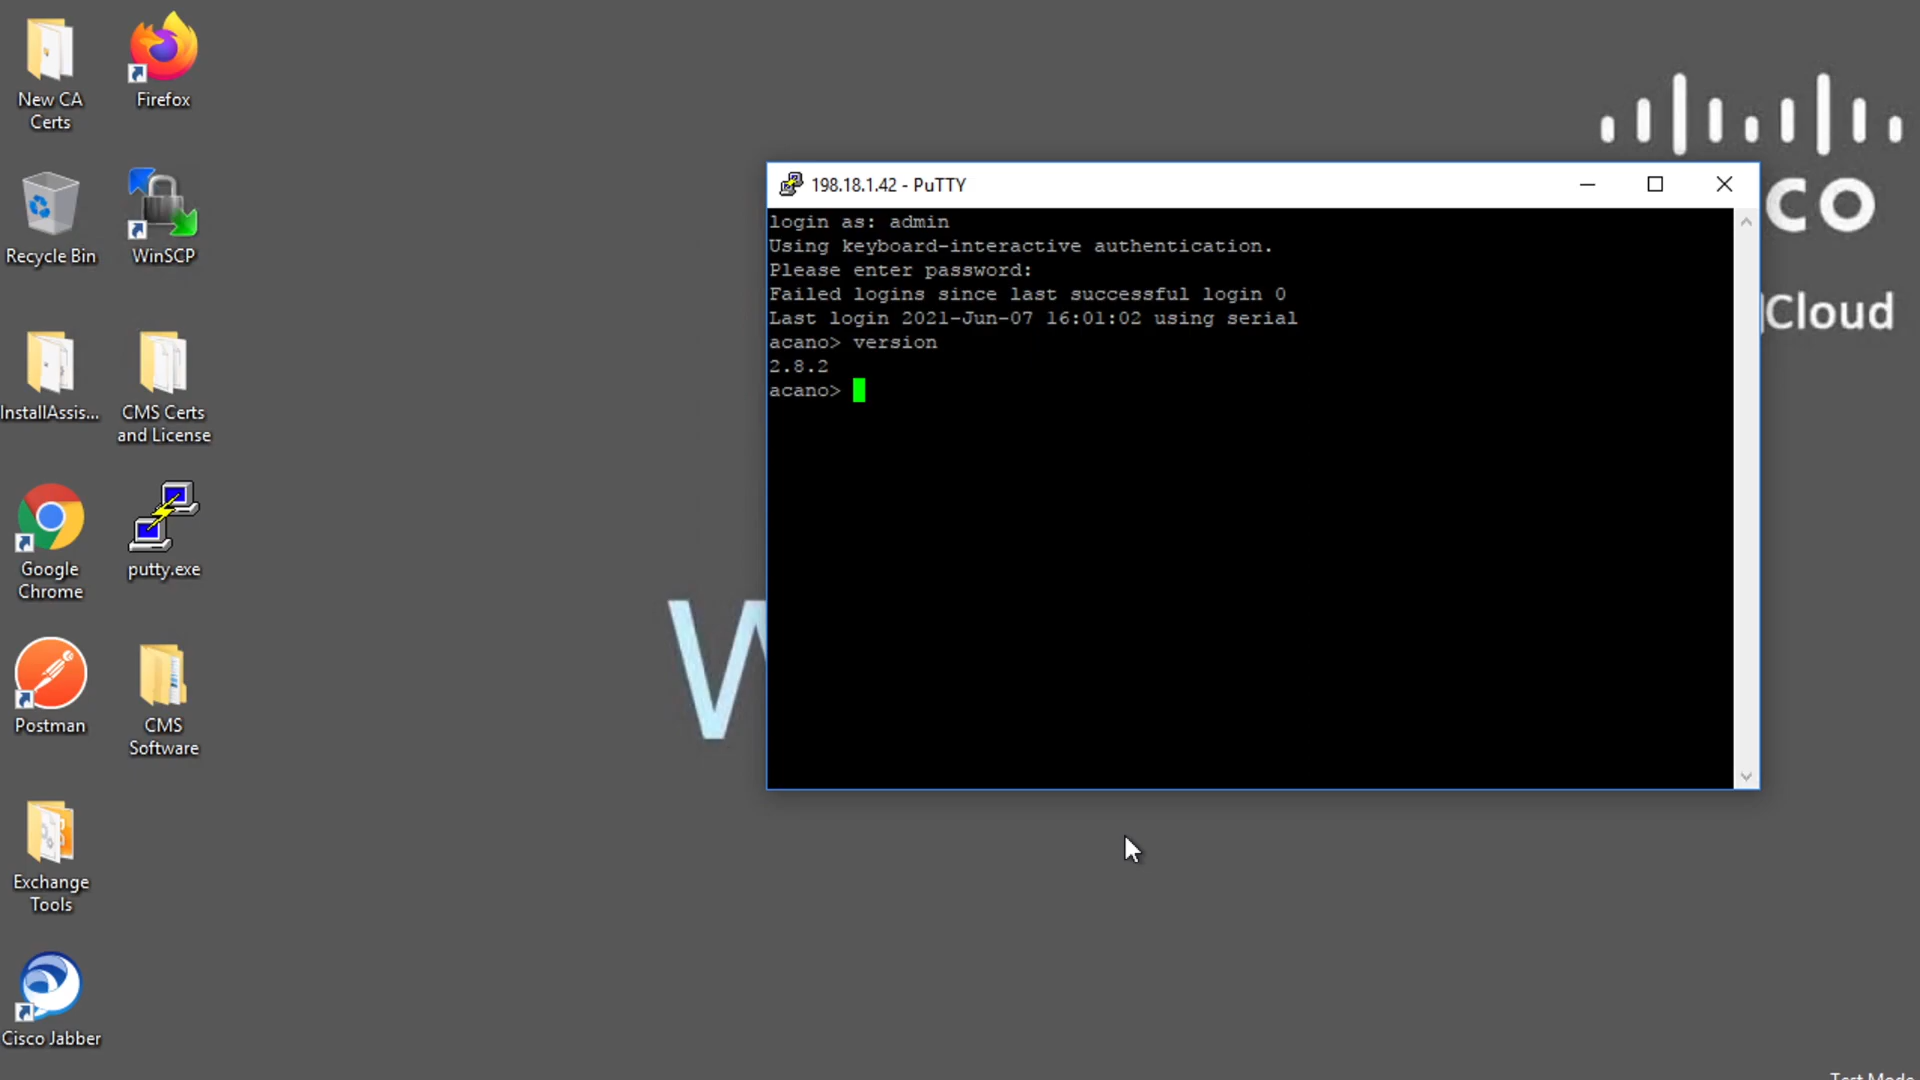 New CA
Certs
Firefox
Recycle Bin
WinSCP
InstallAssis...
CMS Certs
and License
Google
Chrome
putty.exe
Postman
CMS
Software
Exchange
Tools
Cisco Jabber
198.18.1.42 - PuTTY
login as: admin
Using keyboard-interactive authentication.
Please enter password:
Failed logins since last successful login 0
Last login 2021-Jun-07 16:01:02 using serial
acano> version
2.8.2
acano>
co
Cloud
W
Test Mode